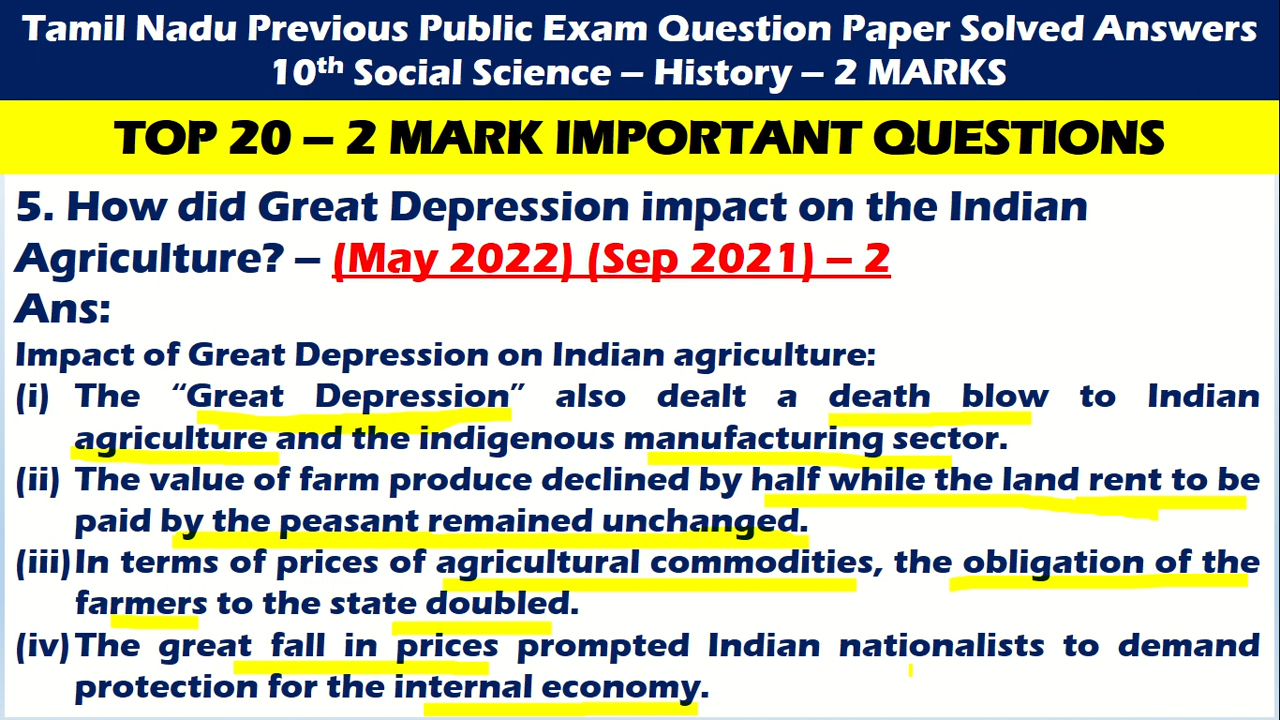 Tamil Nadu Previous Public Exam Question Paper Solved Answers
10th Social Science – History – 2 MARKS
TOP 20 – 2 MARK IMPORTANT QUESTIONS
5. How did Great Depression impact on the Indian
Agriculture? – (May 2022) (Sep 2021) – 2
Ans:
Impact of Great Depression on Indian agriculture:
(i) The “Great Depression” also dealt a death blow to Indian
agriculture and the indigenous manufacturing sector.
(ii) The value of farm produce declined by half while the land rent to be
paid by the peasant remained unchanged.
(iii) In terms of prices of agricultural commodities, the obligation of the
farmers to the state doubled.
(iv) The great fall in prices prompted Indian nationalists to demand
protection for the internal economy.